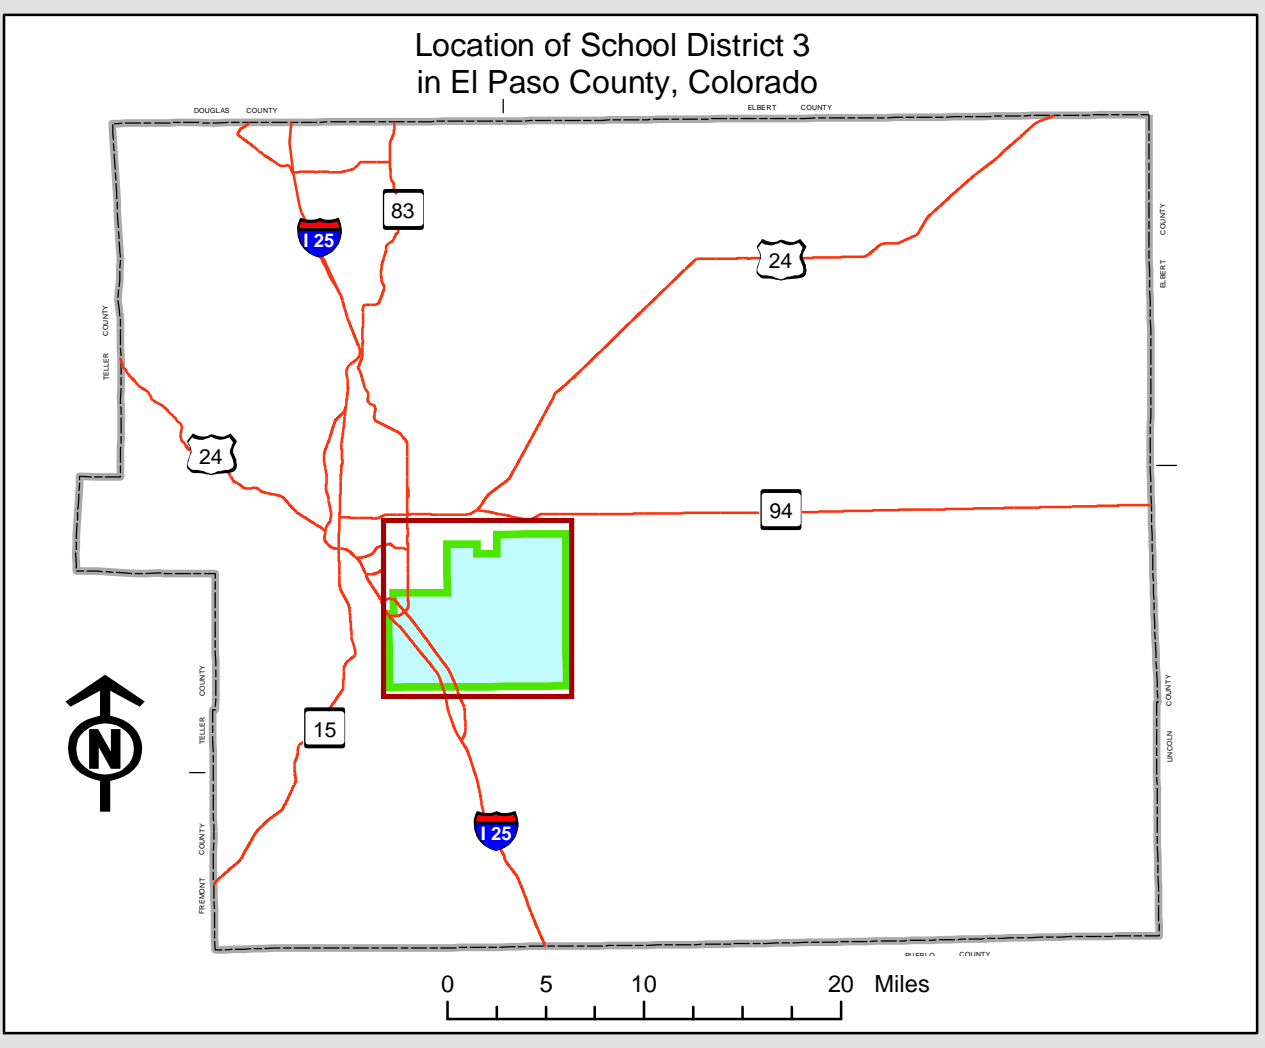 Location of School District 3
in El Paso County, Colorado
DOUGLAS COUNTY
ELBERT COUNTY
83
I 25
24
ELBERT COUNTY
TELLER COUNTY
24
94
TELLER COUNTY
LINCOLN COUNTY
15
N
I 25
FREMONT COUNTY
PUEBLO COUNTY
0 5 10 20 Miles